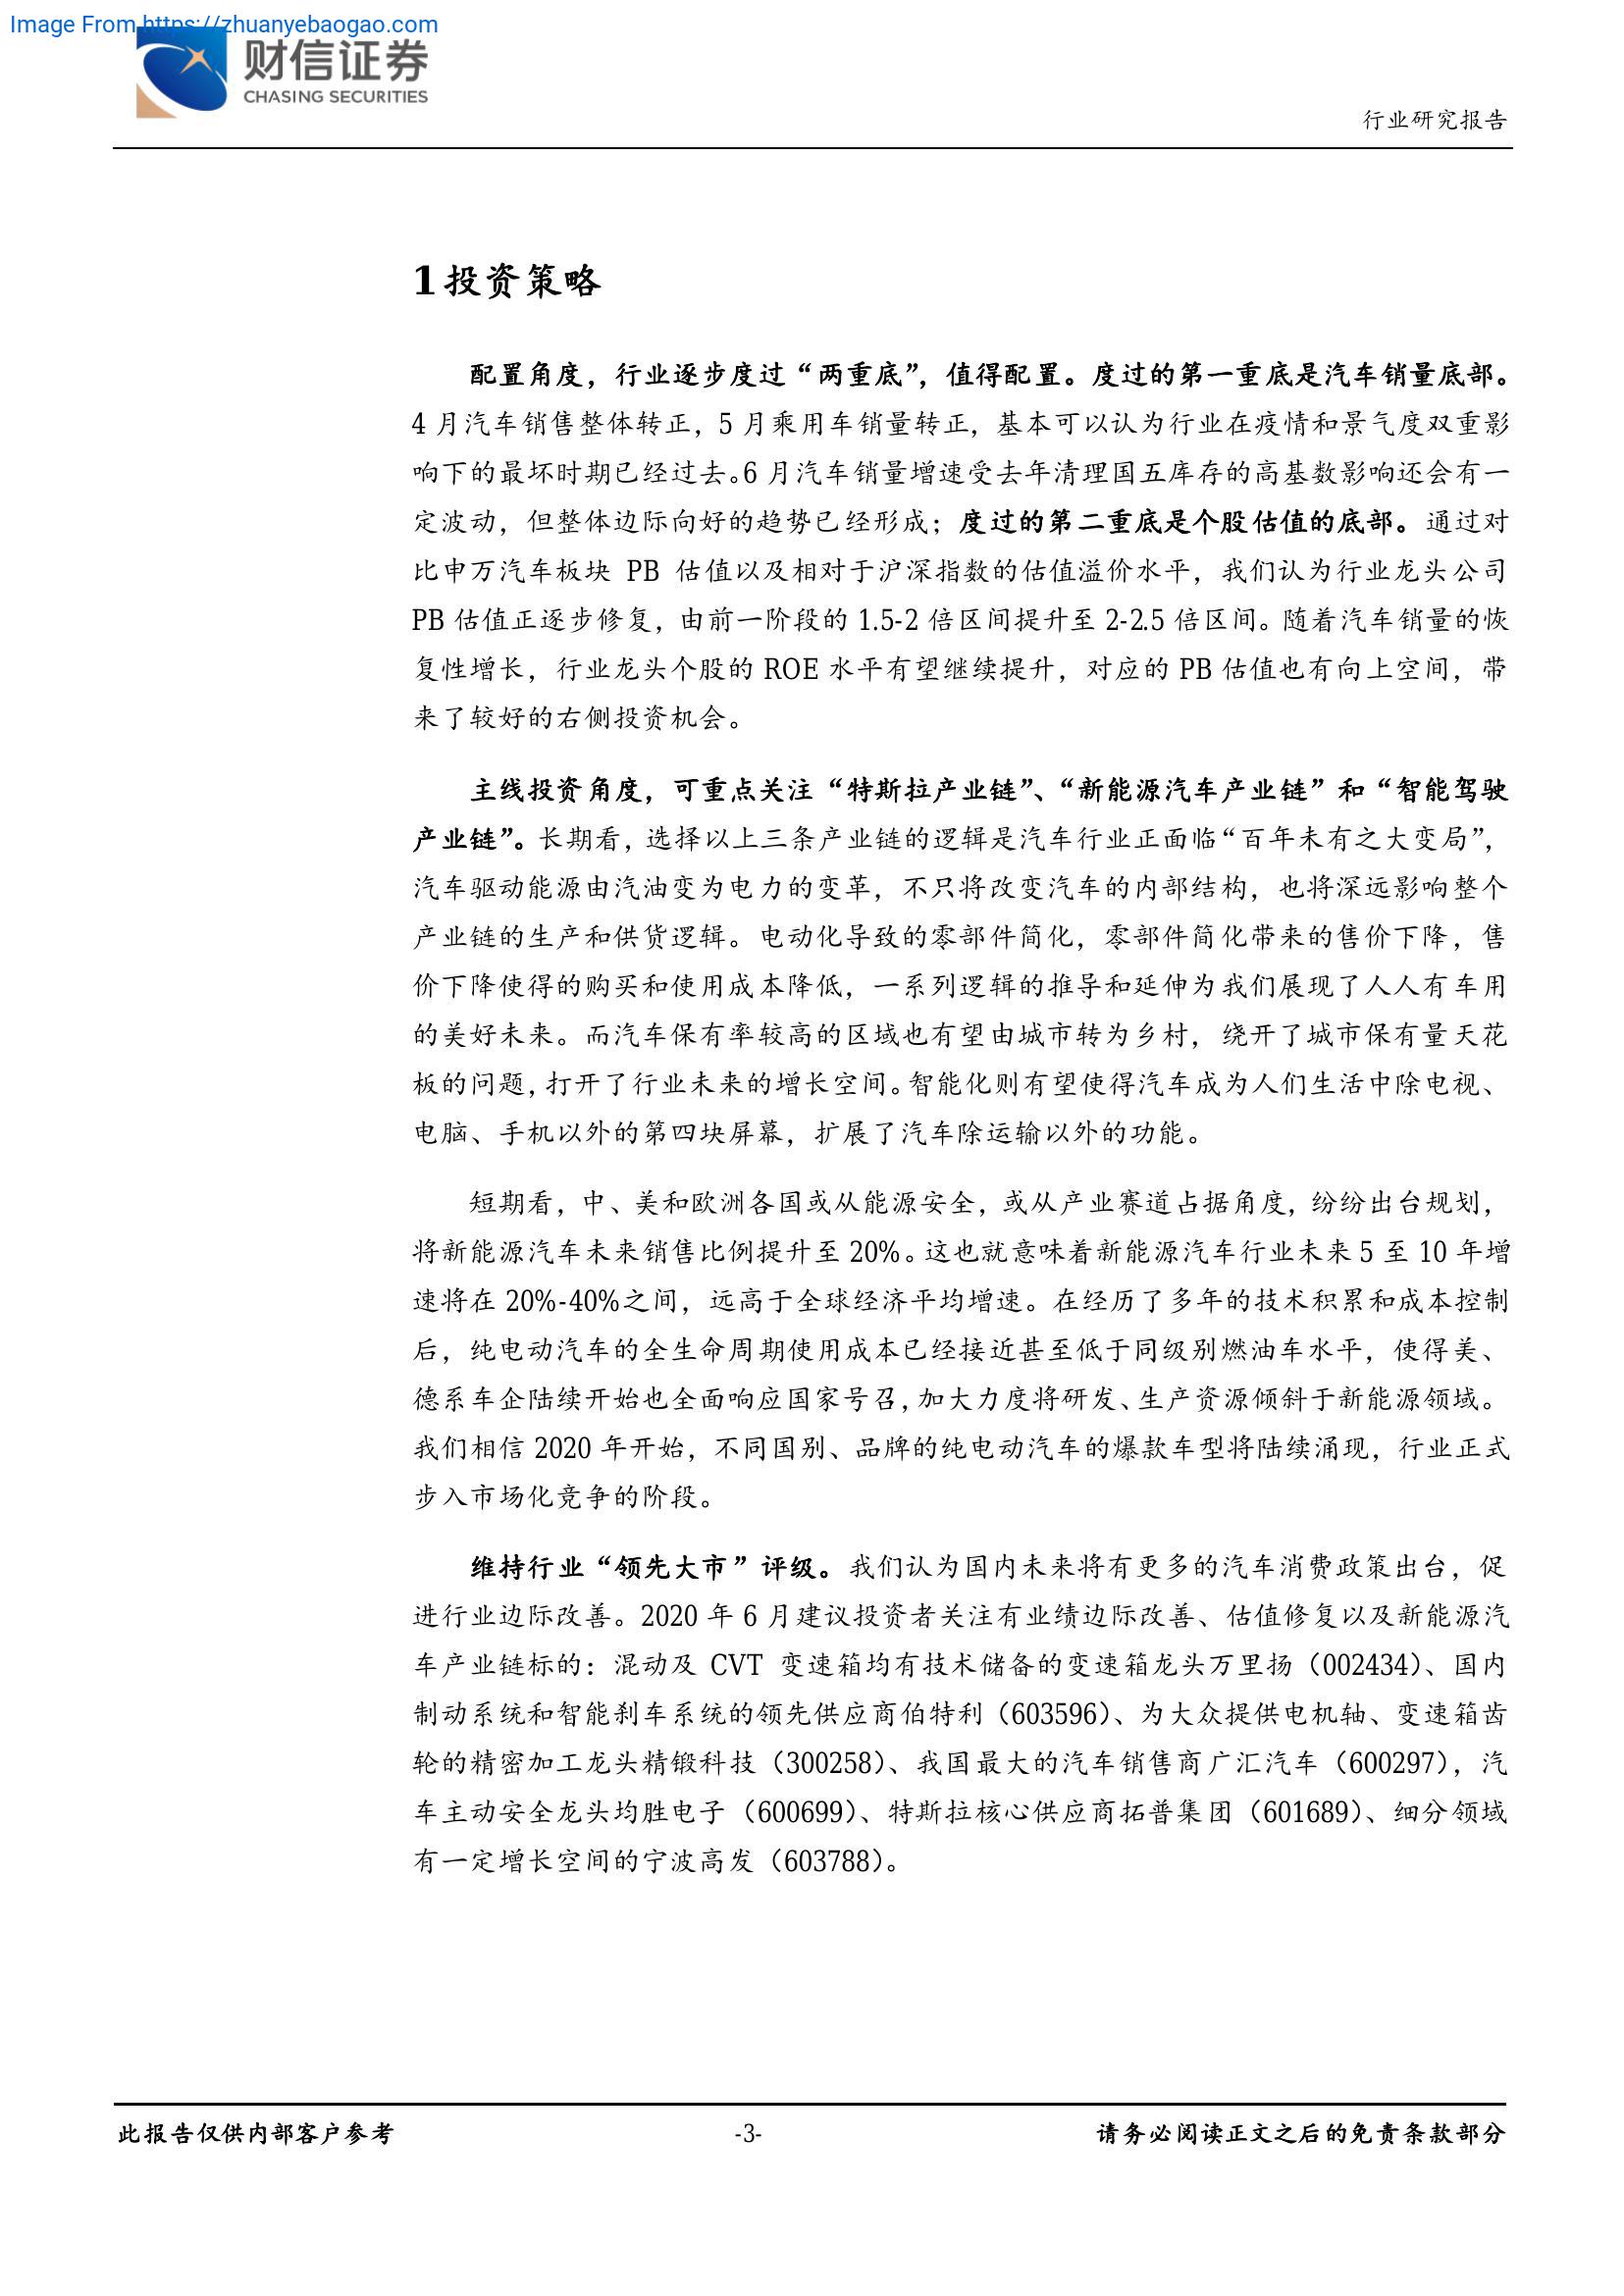 Image From https://zhuanyebaogao.com
财信证券
CHASING SECURITIES
行业研究报告
1投资策略
配置角度，行业逐步度过“两重底”，值得配置。度过的第一重底是汽车销量底部。
4 月汽车销售整体转正，5 月乘用车销量转正，基本可以认为行业在疫情和景气度双重影
响下的最坏时期已经过去。6 月汽车销量增速受去年清理国五库存的高基数影响还会有一
定波动，但整体边际向好的趋势已经形成；度过的第二重底是个股估值的底部。通过对
比申万汽车板块 PB 估值以及相对于沪深指数的估值溢价水平，我们认为行业龙头公司
PB 估值正逐步修复，由前一阶段的 1.5-2 倍区间提升至 2-2.5 倍区间。随着汽车销量的恢
复性增长，行业龙头个股的 ROE 水平有望继续提升，对应的 PB 估值也有向上空间，带
来了较好的右侧投资机会。
主线投资角度，可重点关注“特斯拉产业链”、“新能源汽车产业链”和“智能驾驶
产业链”。长期看，选择以上三条产业链的逻辑是汽车行业正面临“百年未有之大变局”，
汽车驱动能源由汽油变为电力的变革，不只将改变汽车的内部结构，也将深远影响整个
产业链的生产和供货逻辑。电动化导致的零部件简化，零部件简化带来的售价下降，售
价下降使得的购买和使用成本降低，一系列逻辑的推导和延伸为我们展现了人人有车用
的美好未来。而汽车保有率较高的区域也有望由城市转为乡村，绕开了城市保有量天花
板的问题，打开了行业未来的增长空间。智能化则有望使得汽车成为人们生活中除电视、
电脑、手机以外的第四块屏幕，扩展了汽车除运输以外的功能。
短期看，中、美和欧洲各国或从能源安全，或从产业赛道占据角度，纷纷出台规划，
将新能源汽车未来销售比例提升至 20%。这也就意味着新能源汽车行业未来 5 至 10 年增
速将在 20%-40%之间，远高于全球经济平均增速。在经历了多年的技术积累和成本控制
后，纯电动汽车的全生命周期使用成本已经接近甚至低于同级别燃油车水平，使得美、
德系车企陆续开始也全面响应国家号召，加大力度将研发、生产资源倾斜于新能源领域。
我们相信 2020 年开始，不同国别、品牌的纯电动汽车的爆款车型将陆续涌现，行业正式
步入市场化竞争的阶段。
维持行业“领先大市”评级。我们认为国内未来将有更多的汽车消费政策出台，促
进行业边际改善。2020 年 6 月建议投资者关注有业绩边际改善、估值修复以及新能源汽
车产业链标的：混动及 CVT 变速箱均有技术储备的变速箱龙头万里扬（002434）、国内
制动系统和智能刹车系统的领先供应商伯特利（603596）、为大众提供电机轴、变速箱齿
轮的精密加工龙头精锻科技（300258）、我国最大的汽车销售商广汇汽车（600297），汽
车主动安全龙头均胜电子（600699）、特斯拉核心供应商拓普集团（601689）、细分领域
有一定增长空间的宁波高发（603788）。
此报告仅供内部客户参考
-3-
请务必阅读正文之后的免责条款部分